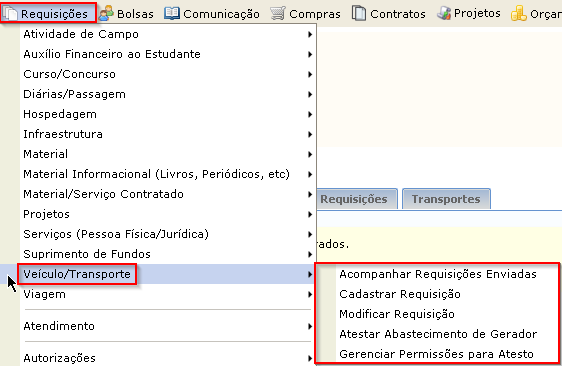 Requisições Bolsas Comunicação Compras Contratos Projetos Orçar
Atividade de Campo
Auxílio Financeiro ao Estudante
Curso/Concurso
Diárias/Passagem
Hospedagem
Infraestrutura
Material
Material Informacional (Livros, Periódicos, etc)
Material/Serviço Contratado
Requisições Transportes
Projetos
Serviços (Pessoa Física/Jurídica)
rados.
Suprimento de Fundos
Veículo/Transporte
Acompanhar Requisições Enviadas
Viagem
Cadastrar Requisição
Modificar Requisição
Atendimento
Atestar Abastecimento de Gerador
Autorizações
Gerenciar Permissões para Atesto